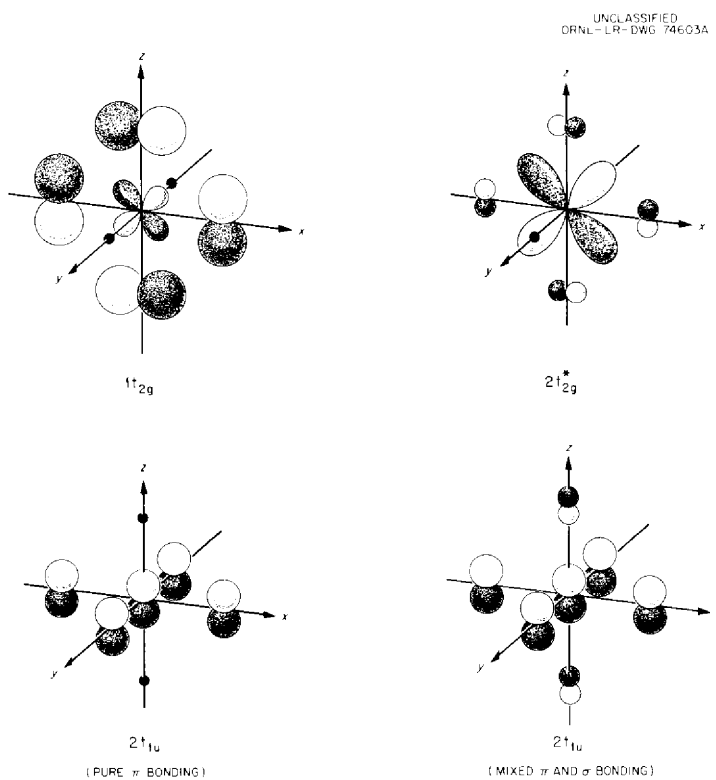 UNCLASSIFIED
ORNL-LR-DWG 74603A
z
x
y
1t2g
z
x
y
2t*2g
z
x
y
2t1u
(PURE π BONDING)
z
y
2t1u
(MIXED π AND σ BONDING)